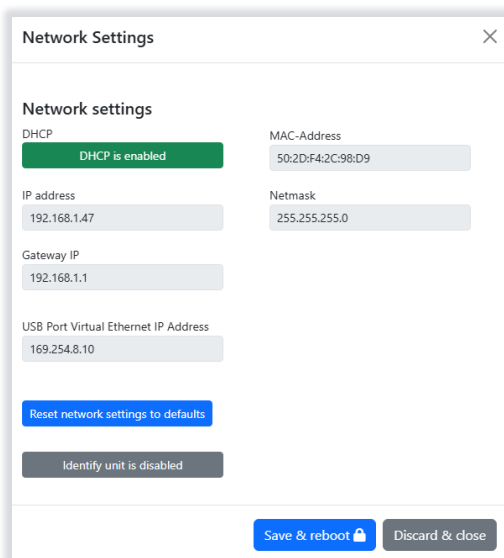 Network Settings
Network settings
DHCP
DHCP is enabled
MAC-Address
50:2D:F4:2C:98:D9
IP address
192.168.1.47
Netmask
255.255.255.0
Gateway IP
192.168.1.1
USB Port Virtual Ethernet IP Address
169.254.8.10
Reset network settings to defaults
Identify unit is disabled
Save & reboot
Discard & close